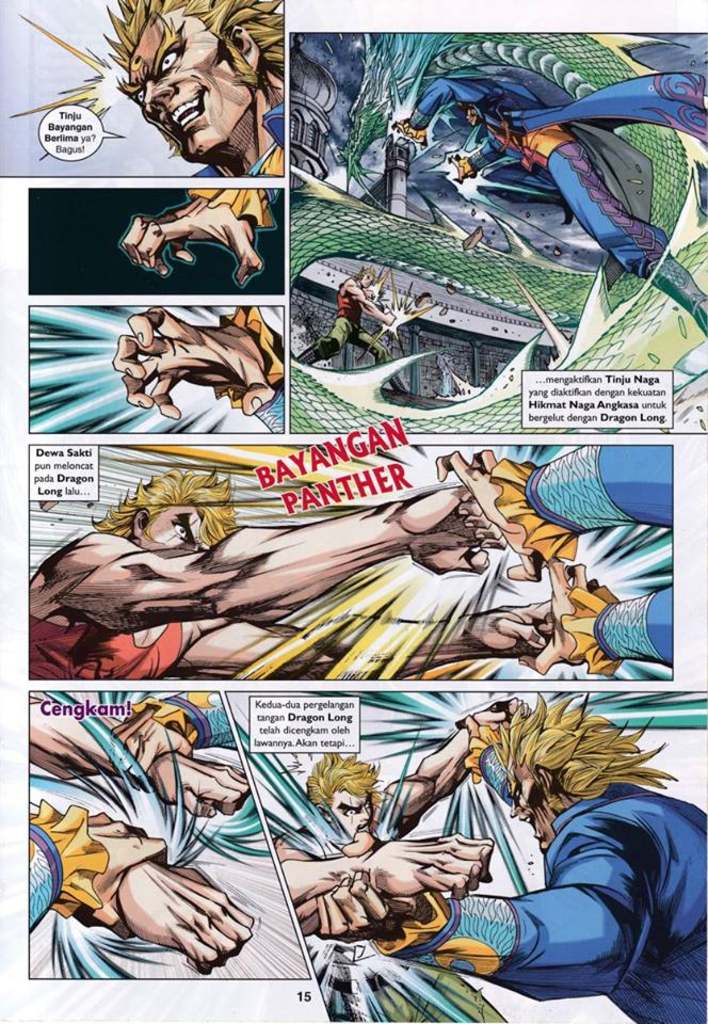 Tinju
Bayangan
Berlima ya?
Bagus!
...mengaktifkan Tinju Naga
yang diaktifkan dengan kekuatan
Hikmat Naga Angkasa untuk
bergelut dengan Dragon Long.
Dewa Sakti
pun meloncat
pada Dragon
Long lalu...
BAYANGAN
PANTHER
Cengkam!
Kedua-dua pergelangan
tangan Dragon Long
telah dicengkam oleh
lawannya. Akan tetapi...
15